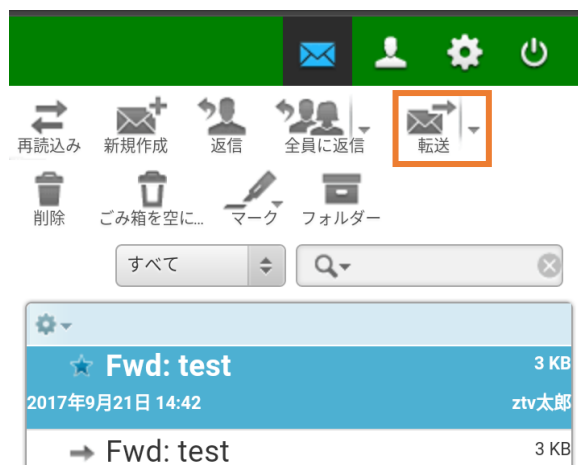 再読込み 新規作成 返信 全員に返信 転送
削除 ごみ箱を空に... マーク フォルダー
すべて
Fwd: test 3 KB
2017年9月21日 14:42 ztv太郎
Fwd: test 3 KB